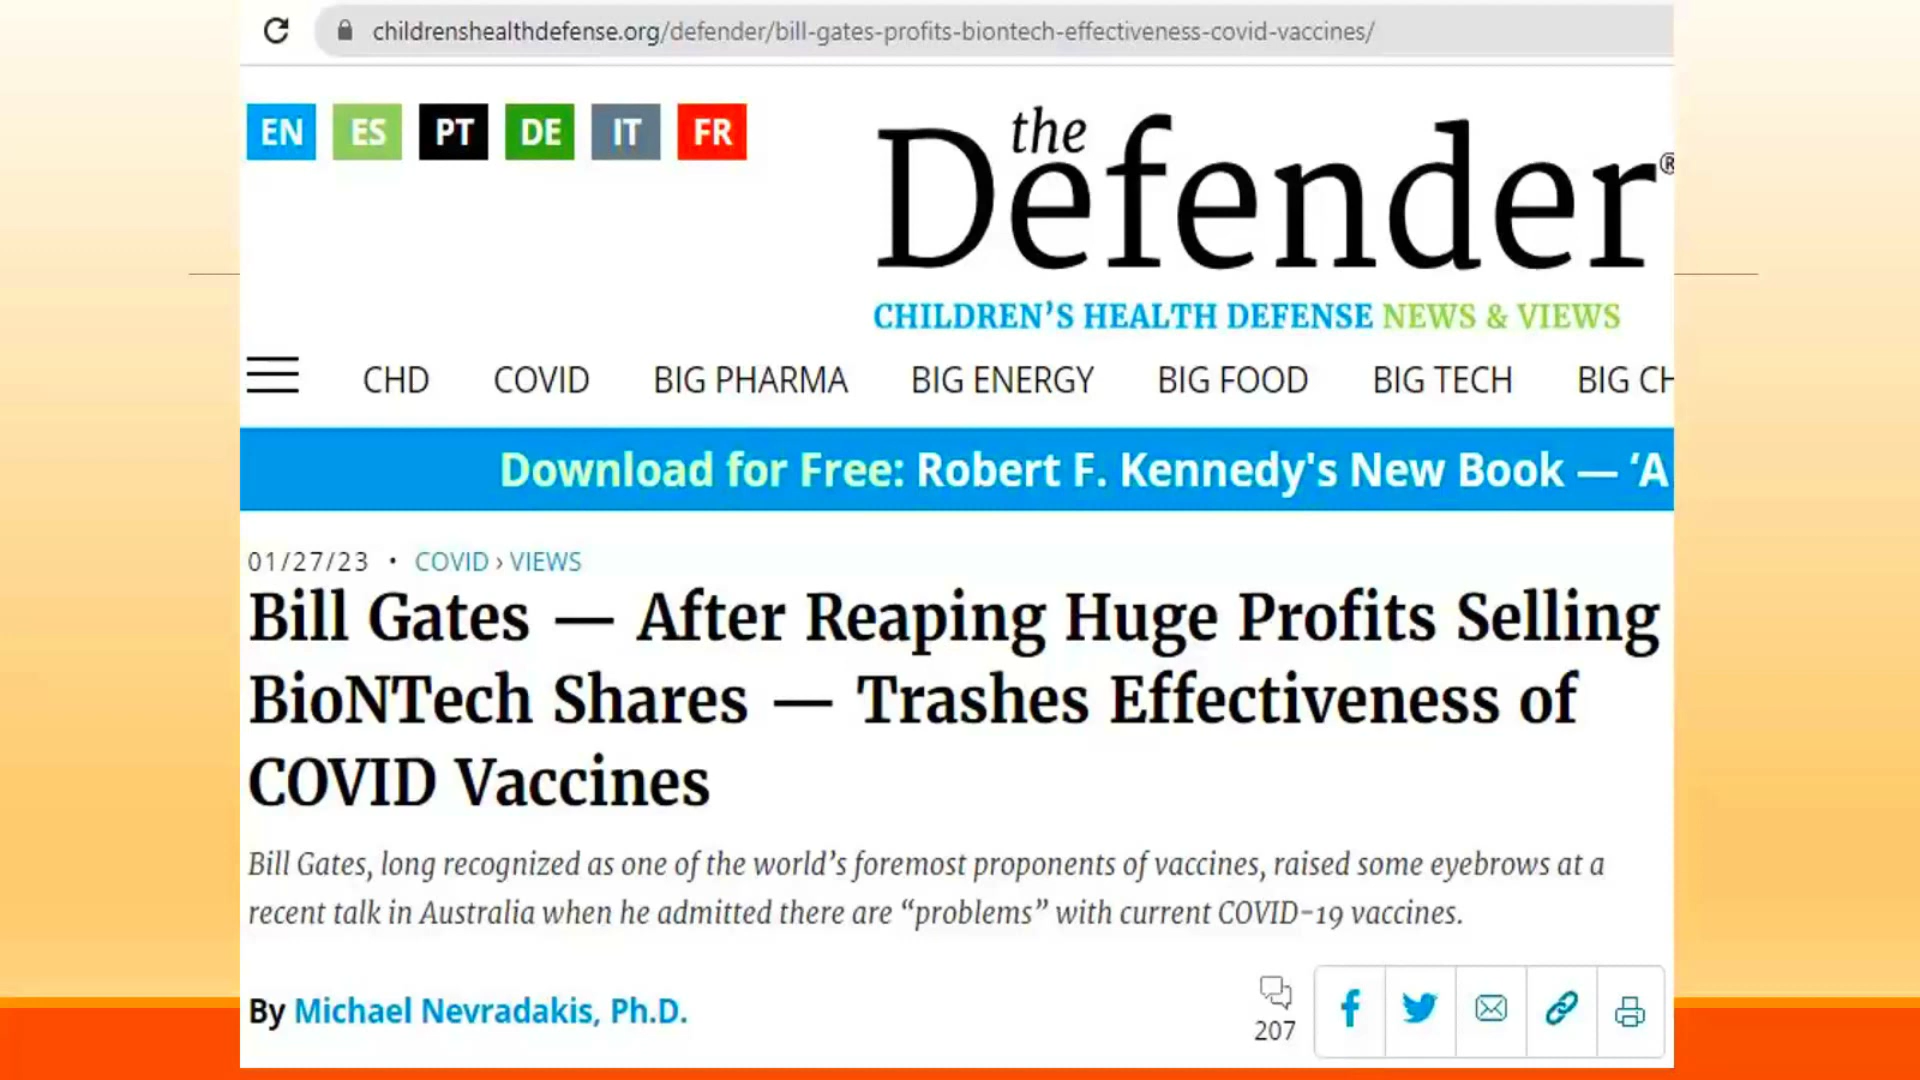 childrenshealthdefense.org/defender/bill-gates-profits-biontech-effectiveness-covid-vaccines/
EN ES PT DE IT FR
the
Defender®
CHILDREN'S HEALTH DEFENSE NEWS & VIEWS
CHD COVID BIG PHARMA BIG ENERGY BIG FOOD BIG TECH BIG CH
Download for Free: Robert F. Kennedy's New Book — ‘A
01/27/23 • COVID › VIEWS
Bill Gates — After Reaping Huge Profits Selling
BioNTech Shares — Trashes Effectiveness of
COVID Vaccines
Bill Gates, long recognized as one of the world’s foremost proponents of vaccines, raised some eyebrows at a
recent talk in Australia when he admitted there are “problems” with current COVID-19 vaccines.
By Michael Nevradakis, Ph.D.
207